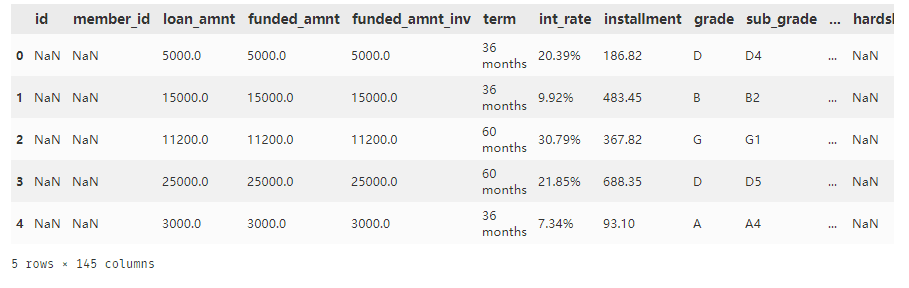 id member_id loan_amnt funded_amnt funded_amnt_inv term int_rate installment grade sub_grade ...
0 NaN NaN 5000.0 5000.0 5000.0 36 months 20.39% 186.82 D D4 ... NaN
1 NaN NaN 15000.0 15000.0 15000.0 36 months 9.92% 483.45 B B2 ... NaN
2 NaN NaN 11200.0 11200.0 11200.0 60 months 30.79% 367.82 G G1 ... NaN
3 NaN NaN 25000.0 25000.0 25000.0 60 months 21.85% 688.35 D D5 ... NaN
4 NaN NaN 3000.0 3000.0 3000.0 36 months 7.34% 93.10 A A4 ... NaN
5 rows × 145 columns